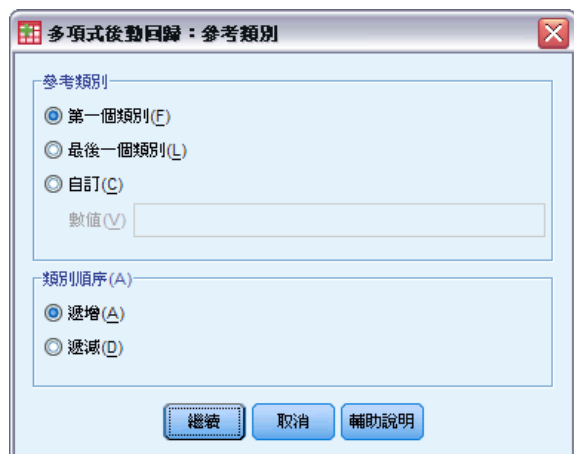 多項式後勤回歸：參考類別
參考類別
第一個類別(F)
最後一個類別(L)
自訂(C)
數值(V)
類別順序(A)
遞增(A)
遞減(D)
繼續
取消
輔助說明